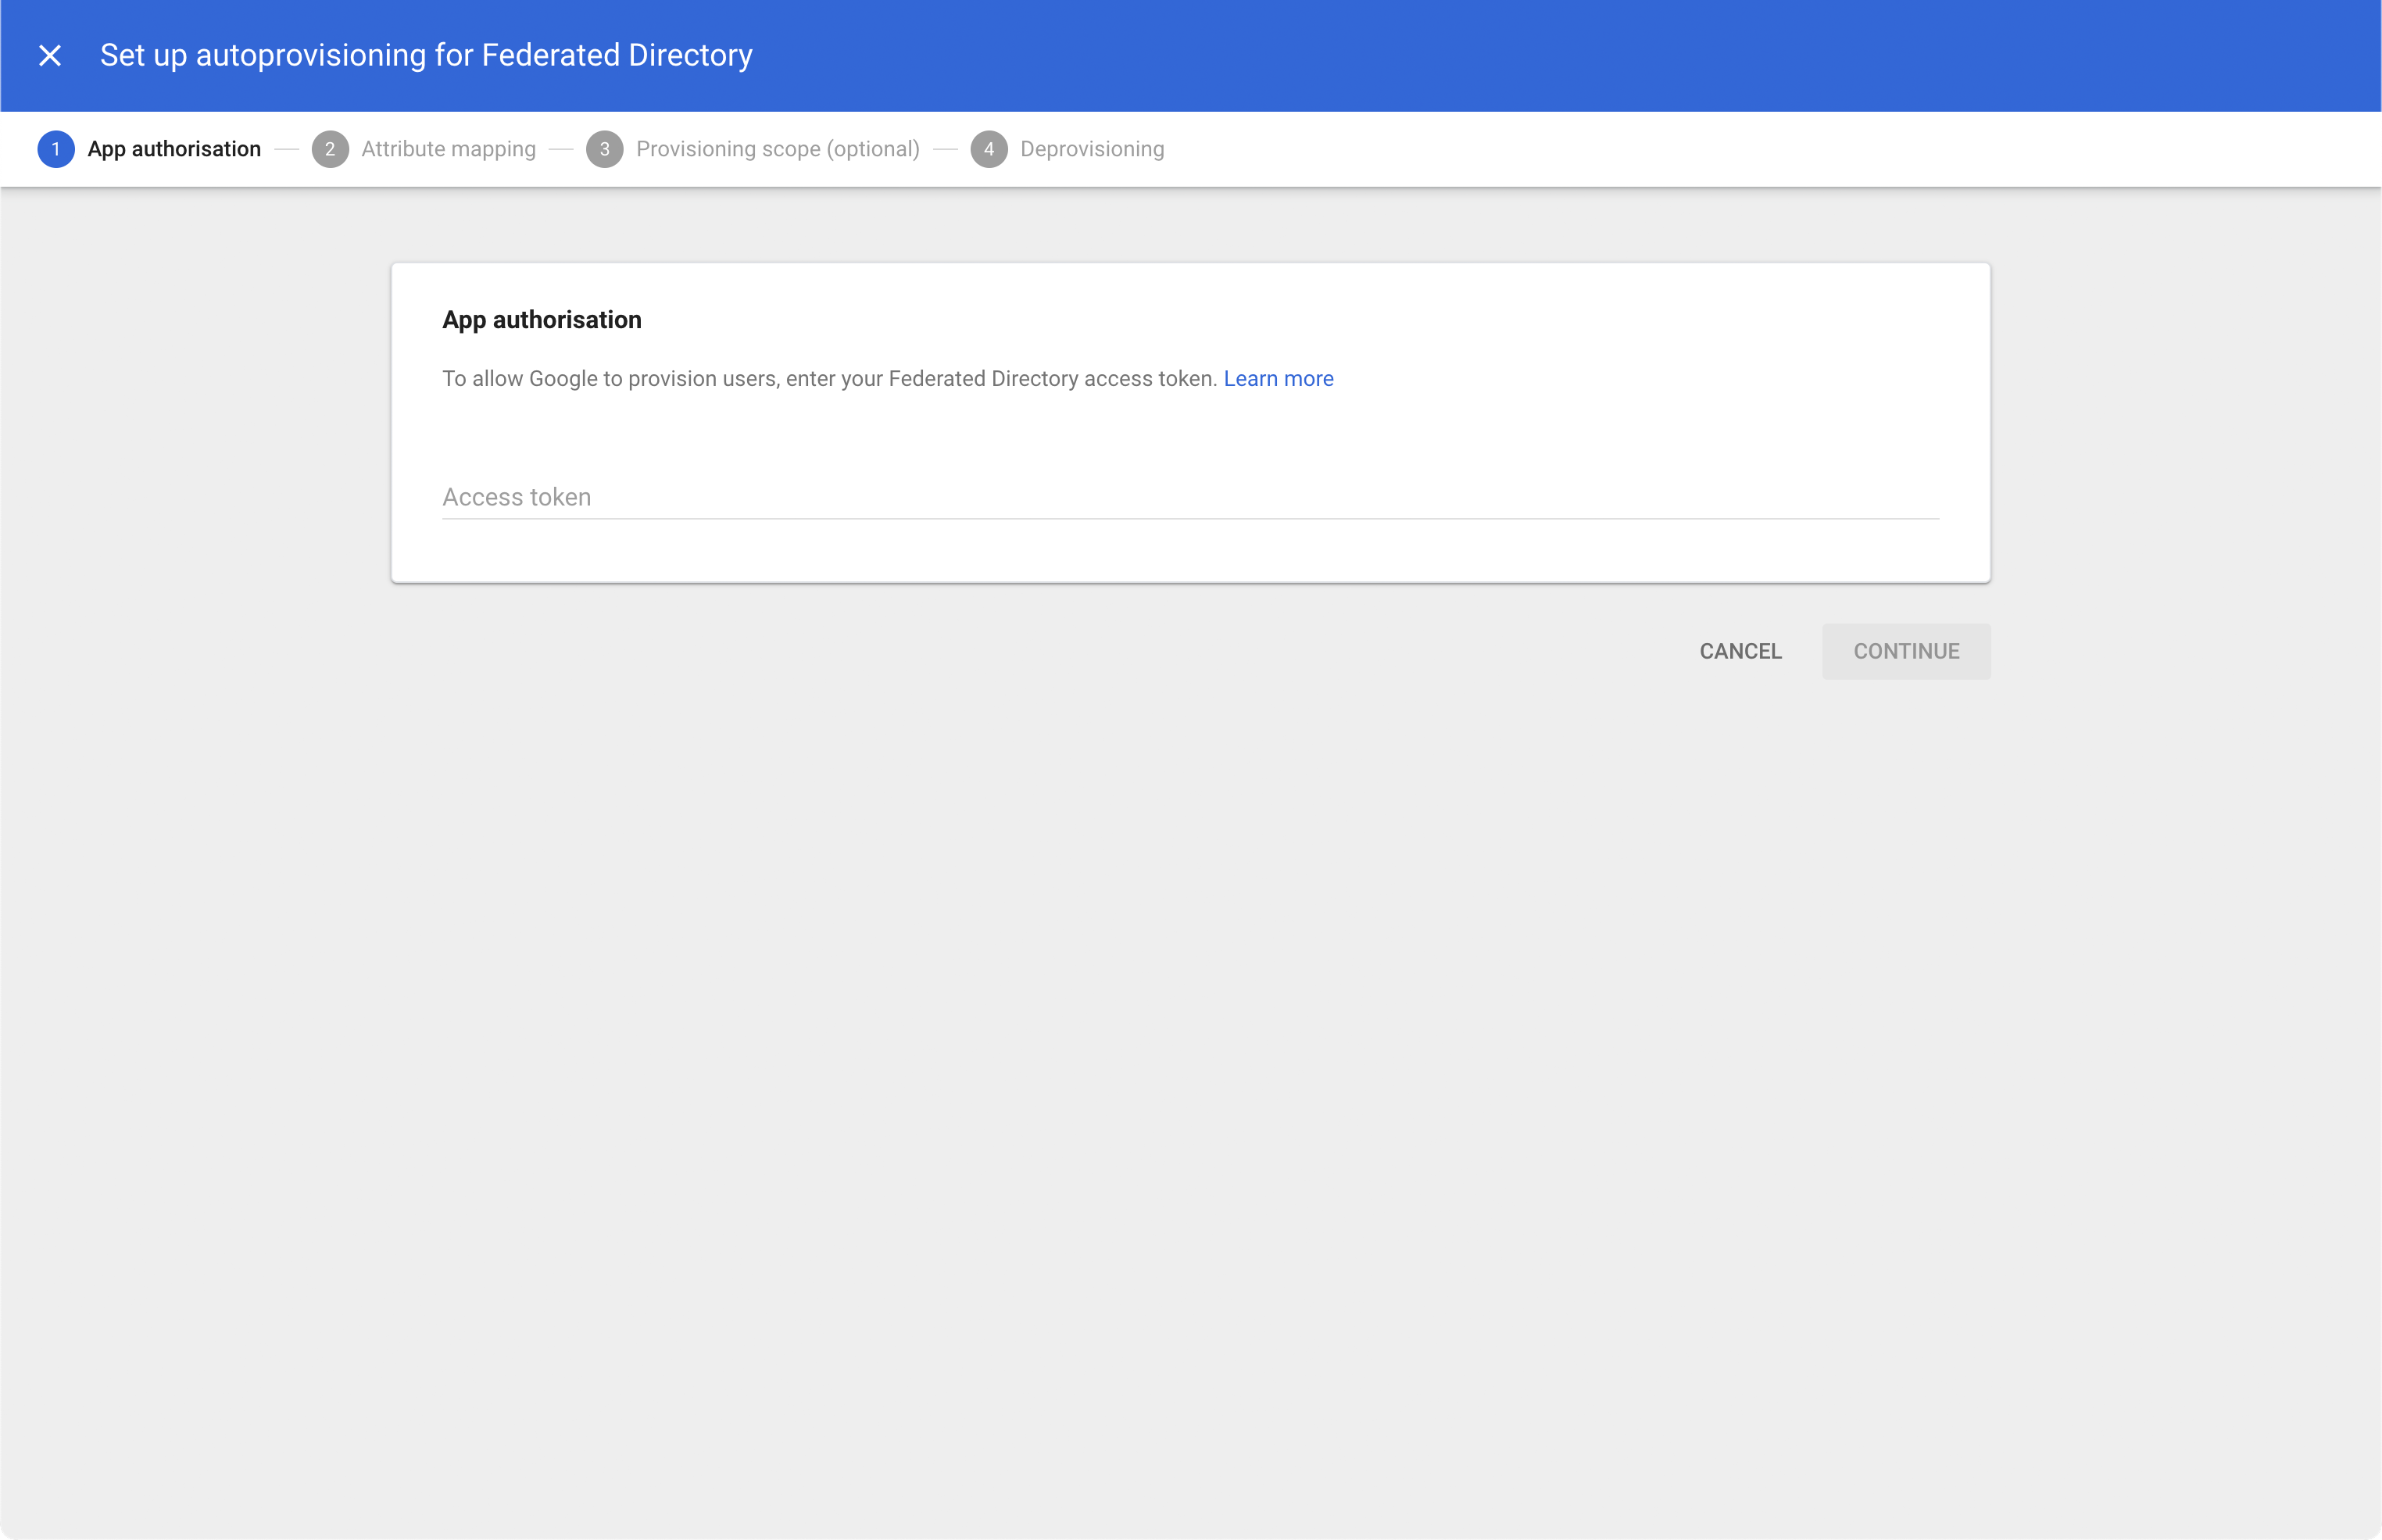 Set up autoprovisioning for Federated Directory
1 App authorisation 2 Attribute mapping 3 Provisioning scope (optional) 4 Deprovisioning
App authorisation
To allow Google to provision users, enter your Federated Directory access token. Learn more
Access token
CANCEL CONTINUE